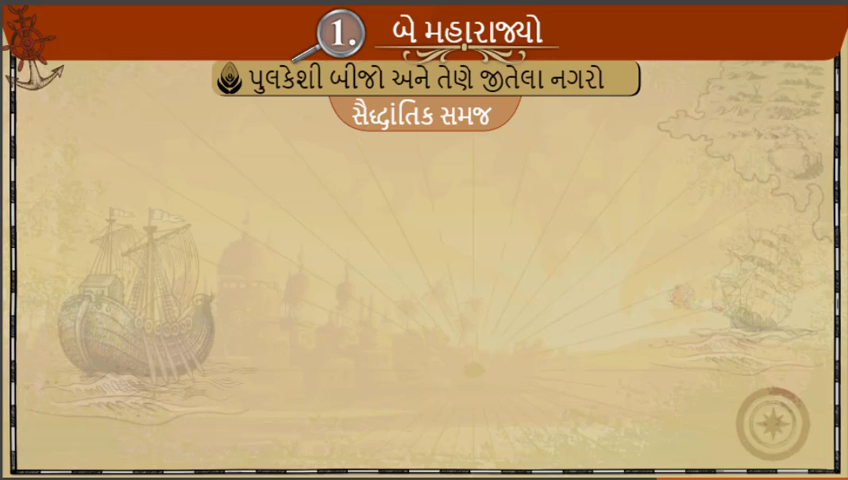 1. બે મહારાજ્યો
પુલકેશી બીજો અને તેણે જીતેલા નગરો
સૈદ્ધાંતિક સમજ